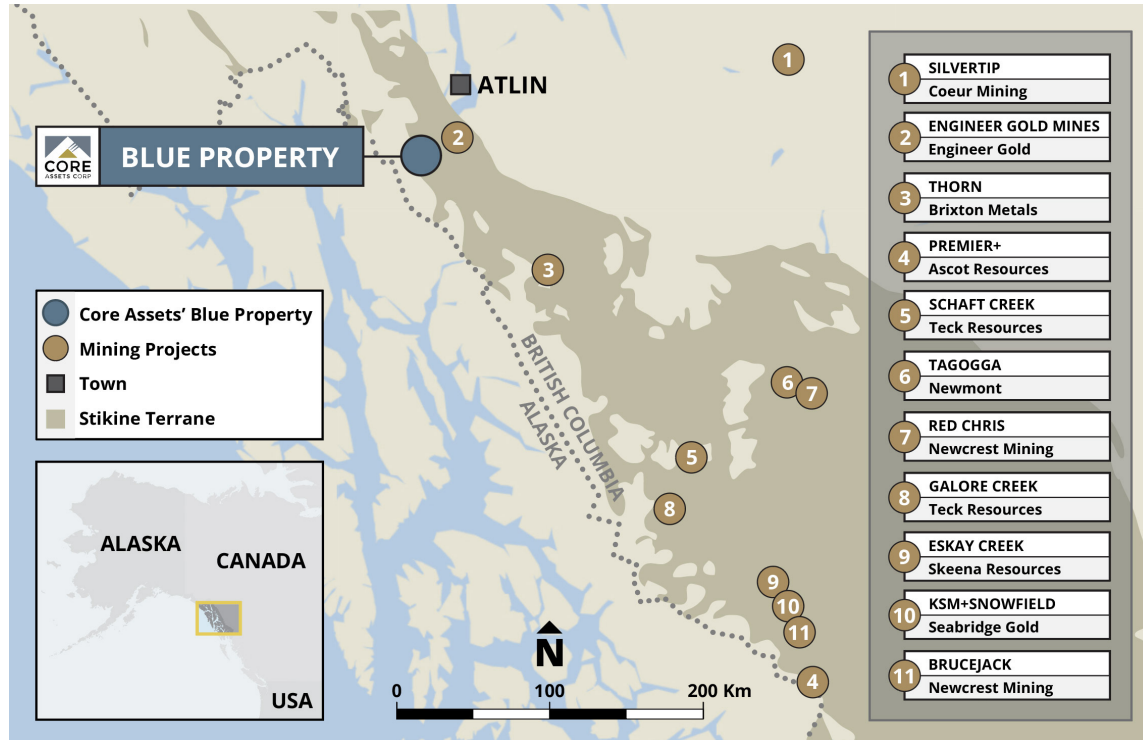 ATLIN
CORE
ASSETS CORP
BLUE PROPERTY
Core Assets’ Blue Property
Mining Projects
Town
Stikine Terrane
ALASKA
CANADA
USA
BRITISH COLUMBIA
ALASKA
N
0 100 200 Km
1
2
3
6
7
5
8
9
10
11
4
1 SILVERTIP
Coeur Mining
2 ENGINEER GOLD MINES
Engineer Gold
3 THORN
Brixton Metals
4 PREMIER+
Ascot Resources
5 SCHAFT CREEK
Teck Resources
6 TAGOGGA
Newmont
7 RED CHRIS
Newcrest Mining
8 GALORE CREEK
Teck Resources
9 ESKAY CREEK
Skeena Resources
10 KSM+SNOWFIELD
Seabridge Gold
11 BRUCEJACK
Newcrest Mining